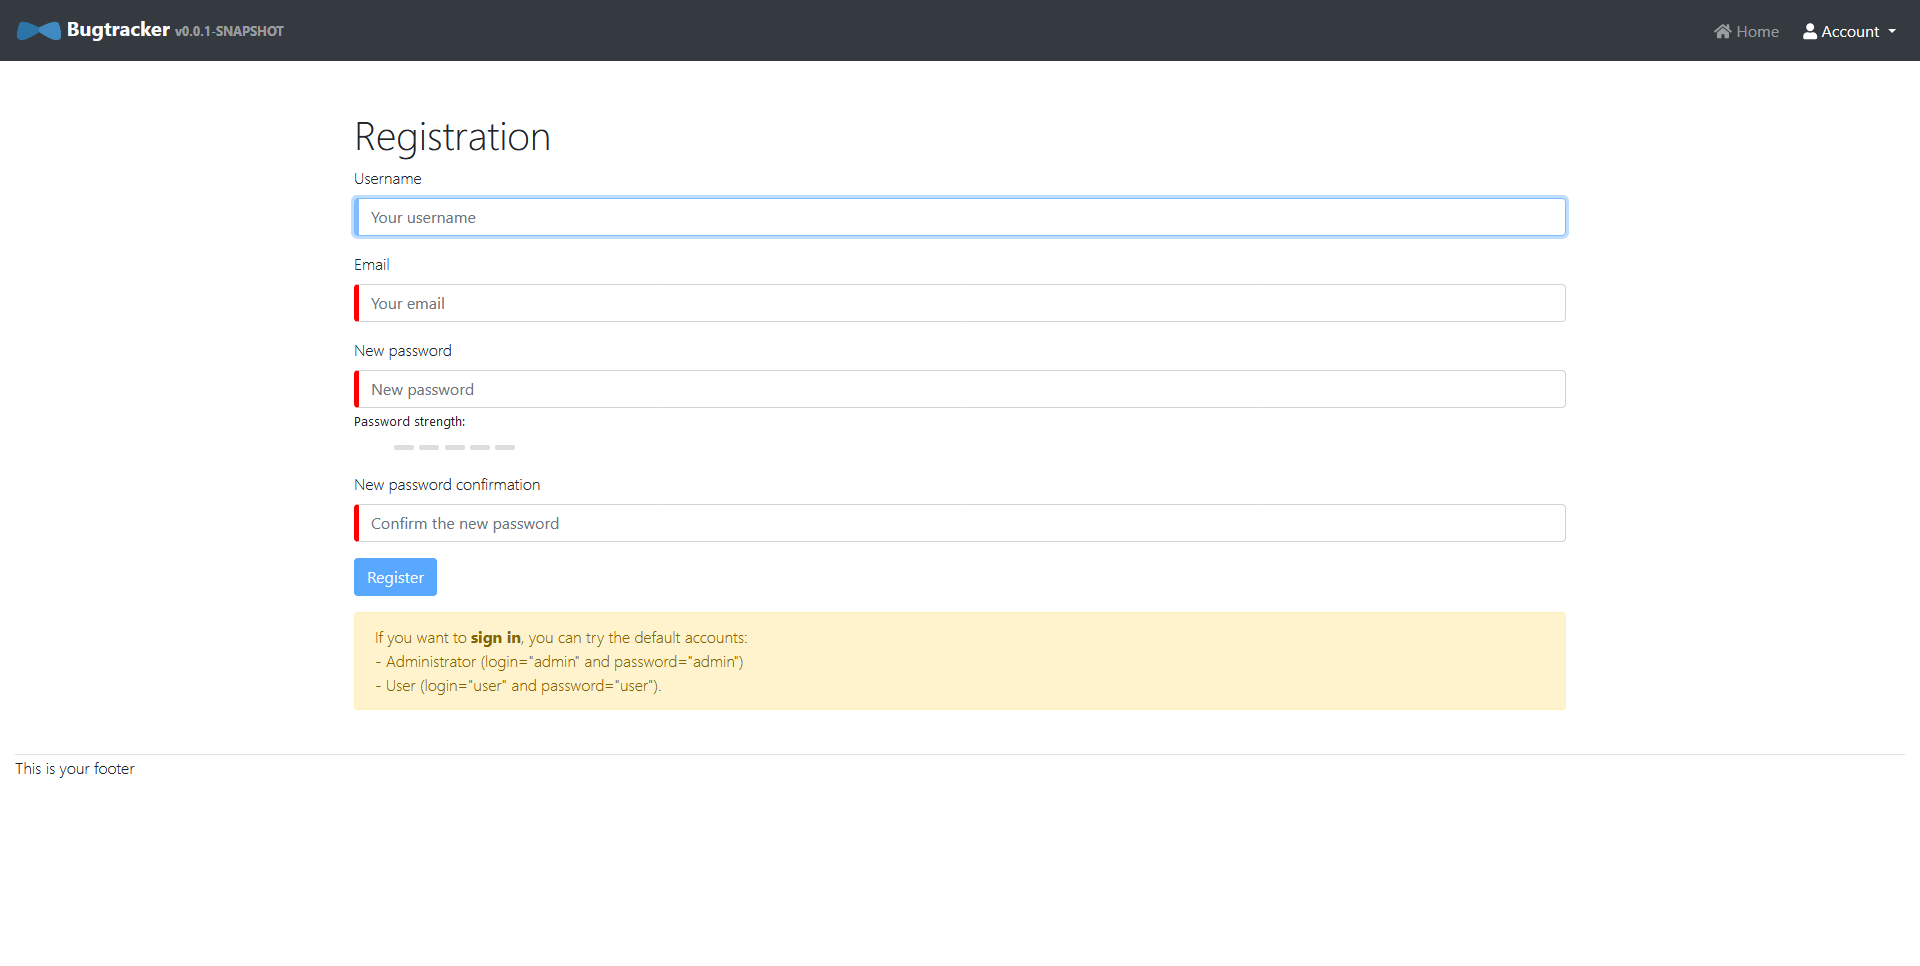 Bugtracker v0.0.1-SNAPSHOT
Home
Account
Registration
Username
Your username
Email
Your email
New password
New password
Password strength:
New password confirmation
Confirm the new password
Register
If you want to sign in, you can try the default accounts:
- Administrator (login="admin" and password="admin")
- User (login="user" and password="user").
This is your footer